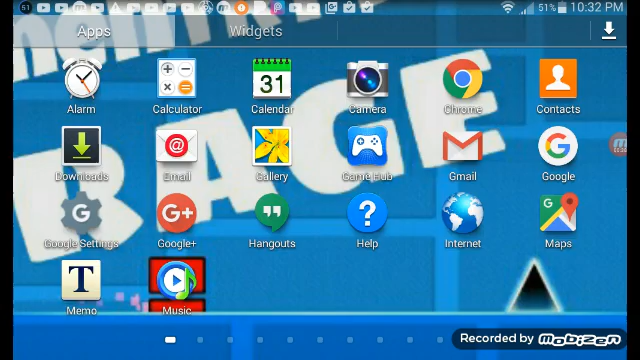 51 51% 10:32 PM
Apps Widgets
31
Alarm Calculator Calendar Camera Chrome Contacts
Downloads Email Gallery Game Hub Gmail Google
G G+ ? G
Google Settings Google+ Hangouts Help Internet Maps
T
Memo Music
RAGE
Recorded by Mobizen